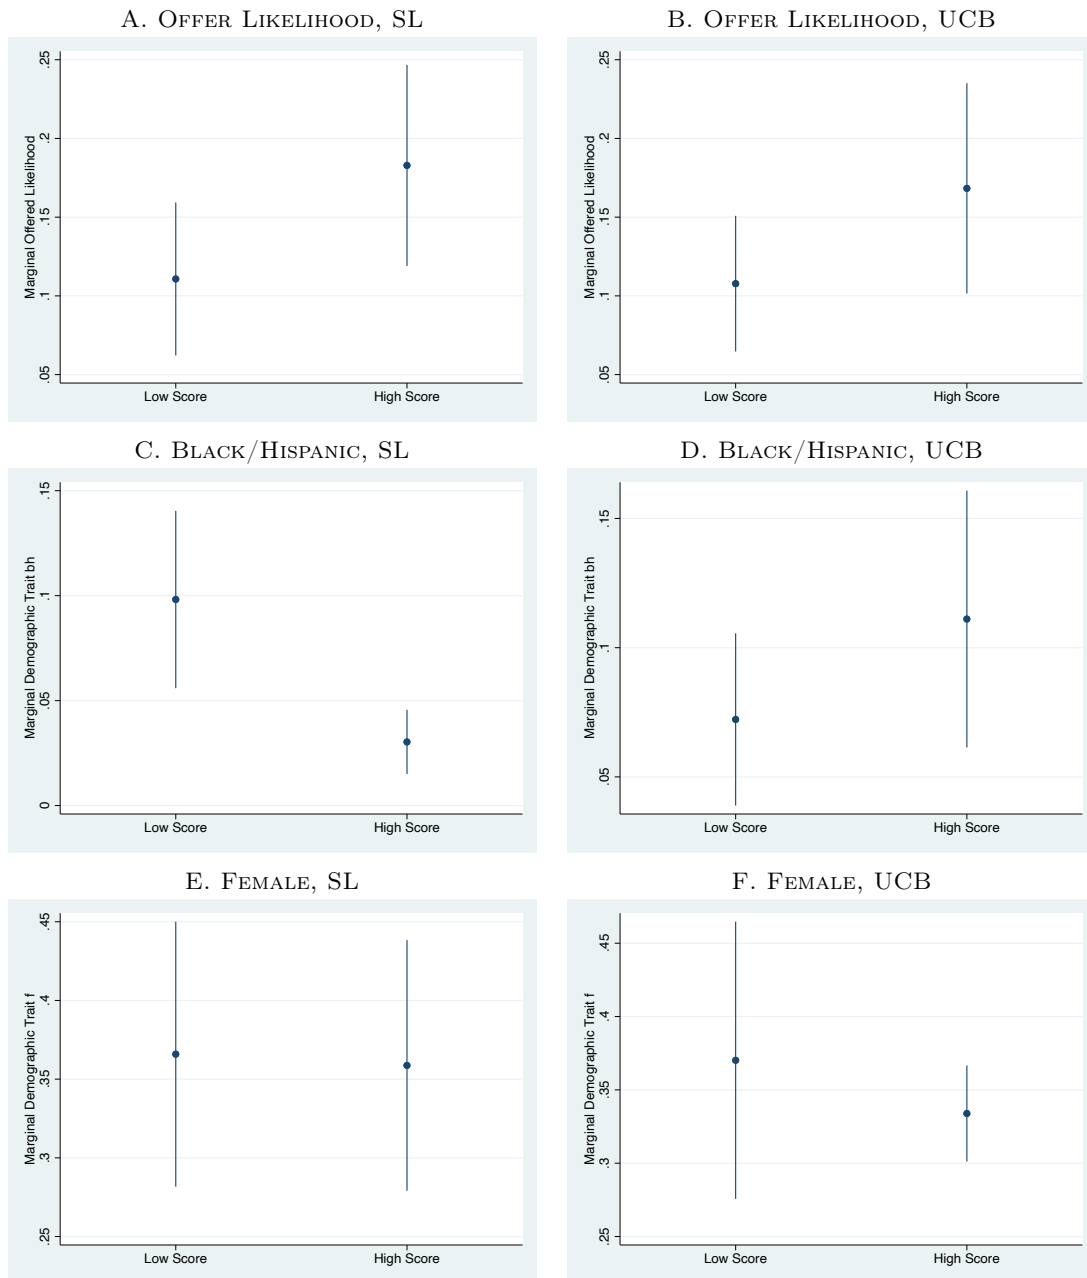 A. Offer Likelihood, SL
Marginal Offered Likelihood
.25
.2
.15
.1
.05
Low Score
High Score
B. Offer Likelihood, UCB
Marginal Offered Likelihood
.25
.2
.15
.1
.05
Low Score
High Score
C. Black/Hispanic, SL
Marginal Demographic Trait bh
.15
.1
.05
0
Low Score
High Score
D. Black/Hispanic, UCB
Marginal Demographic Trait bh
.15
.1
.05
Low Score
High Score
E. Female, SL
Marginal Demographic Trait f
.45
.4
.35
.3
.25
Low Score
High Score
F. Female, UCB
Marginal Demographic Trait f
.45
.4
.35
.3
.25
Low Score
High Score